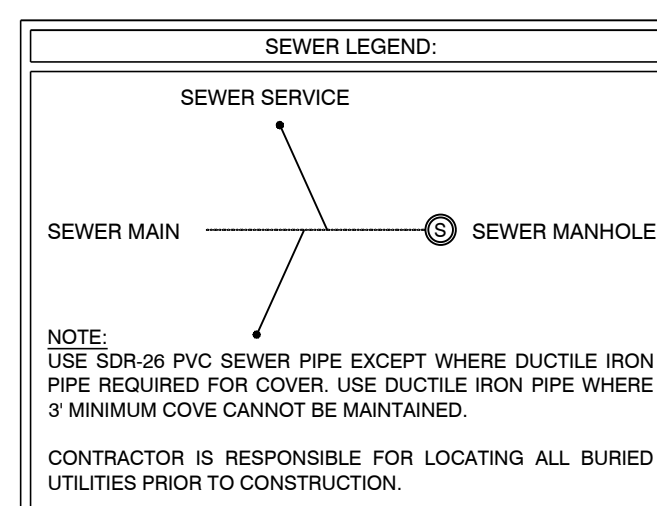 SEWER LEGEND:
SEWER SERVICE
SEWER MAIN
S
SEWER MANHOLE
NOTE:
USE SDR-26 PVC SEWER PIPE EXCEPT WHERE DUCTILE IRON
PIPE REQUIRED FOR COVER. USE DUCTILE IRON PIPE WHERE
3' MINIMUM COVE CANNOT BE MAINTAINED.
CONTRACTOR IS RESPONSIBLE FOR LOCATING ALL BURIED
UTILITIES PRIOR TO CONSTRUCTION.